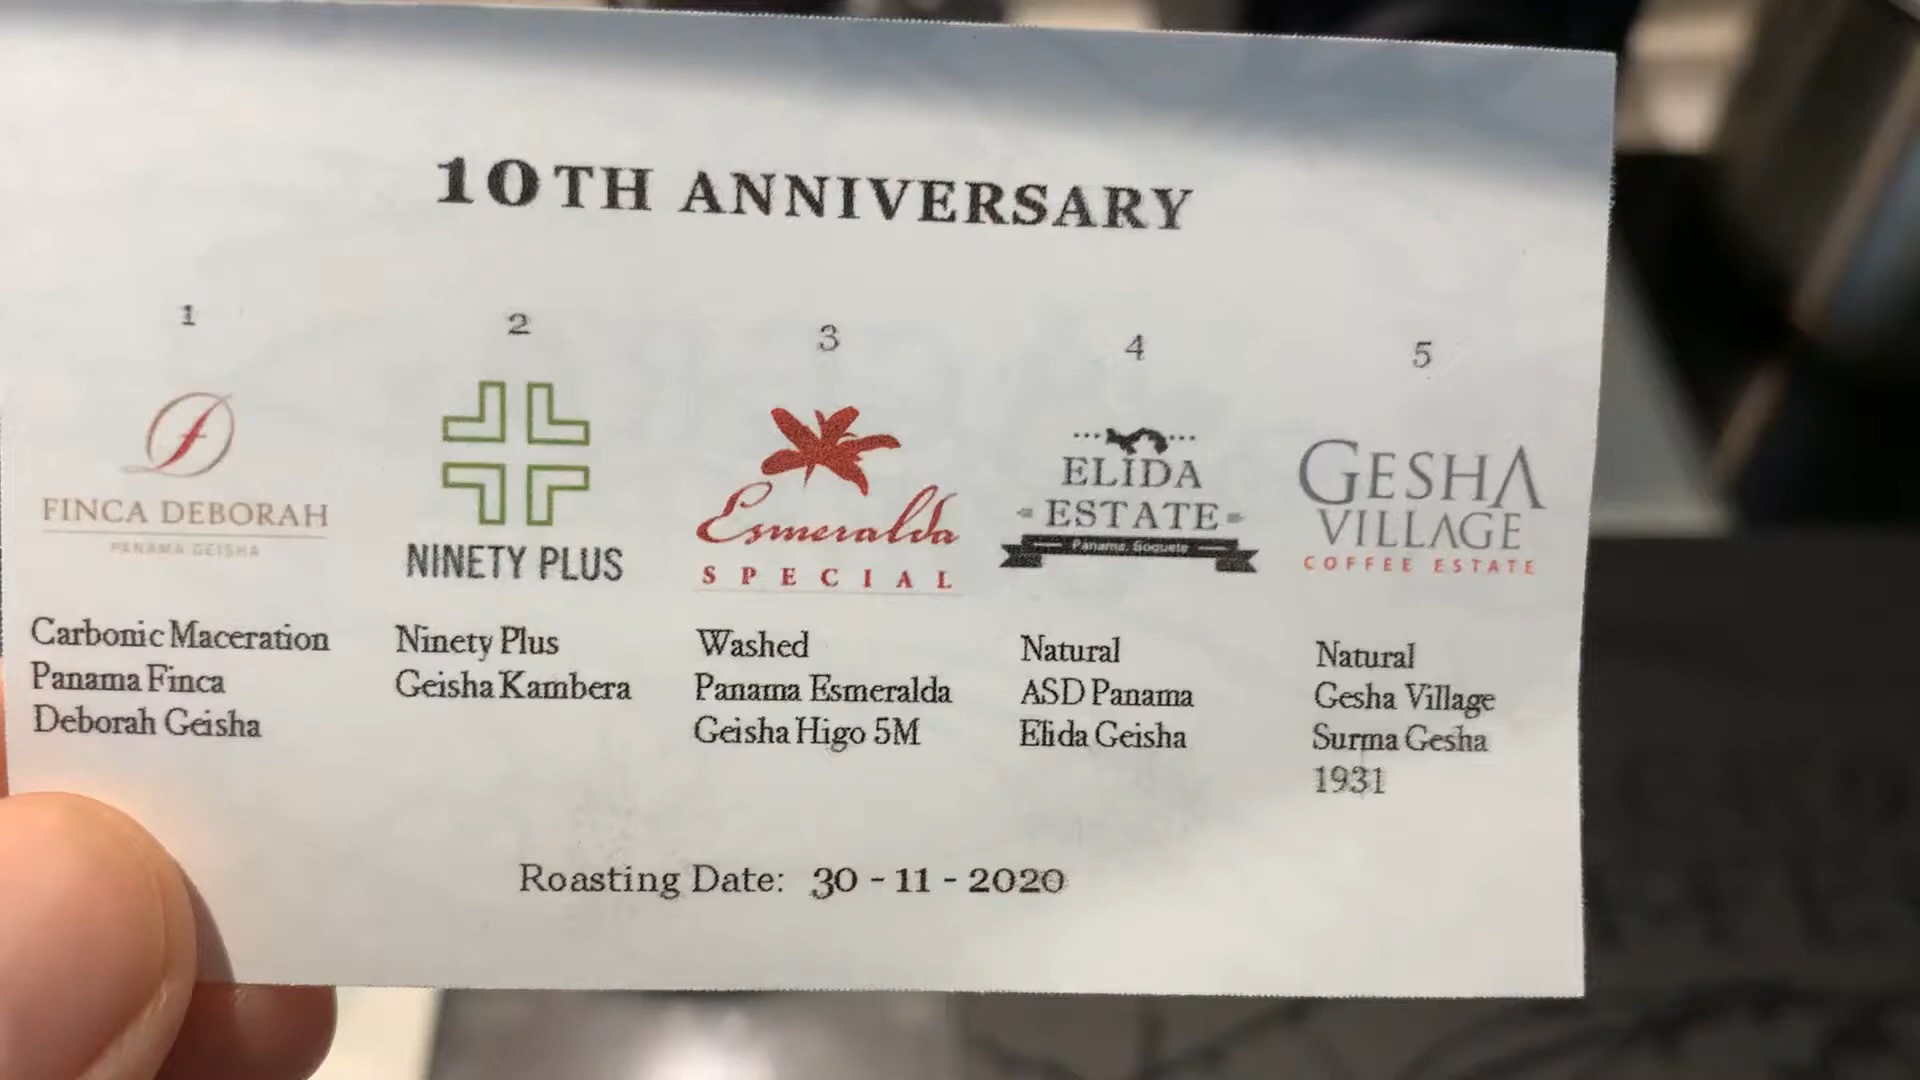 10TH ANNIVERSARY
1
FINCA DEBORAH
PANAMA GEISHA
Carbonic Maceration
Panama Finca
Deborah Geisha
2
NINETY PLUS
Ninety Plus
Geisha Kambera
3
Esmeralda
SPECIAL
Washed
Panama Esmeralda
Geisha Higo 5M
4
ELIDA
ESTATE
Panama, Boquete
Natural
ASD Panama
Elida Geisha
5
GESHA
VILLAGE
COFFEE ESTATE
Natural
Gesha Village
Surma Gesha
1931
Roasting Date: 30 - 11 - 2020